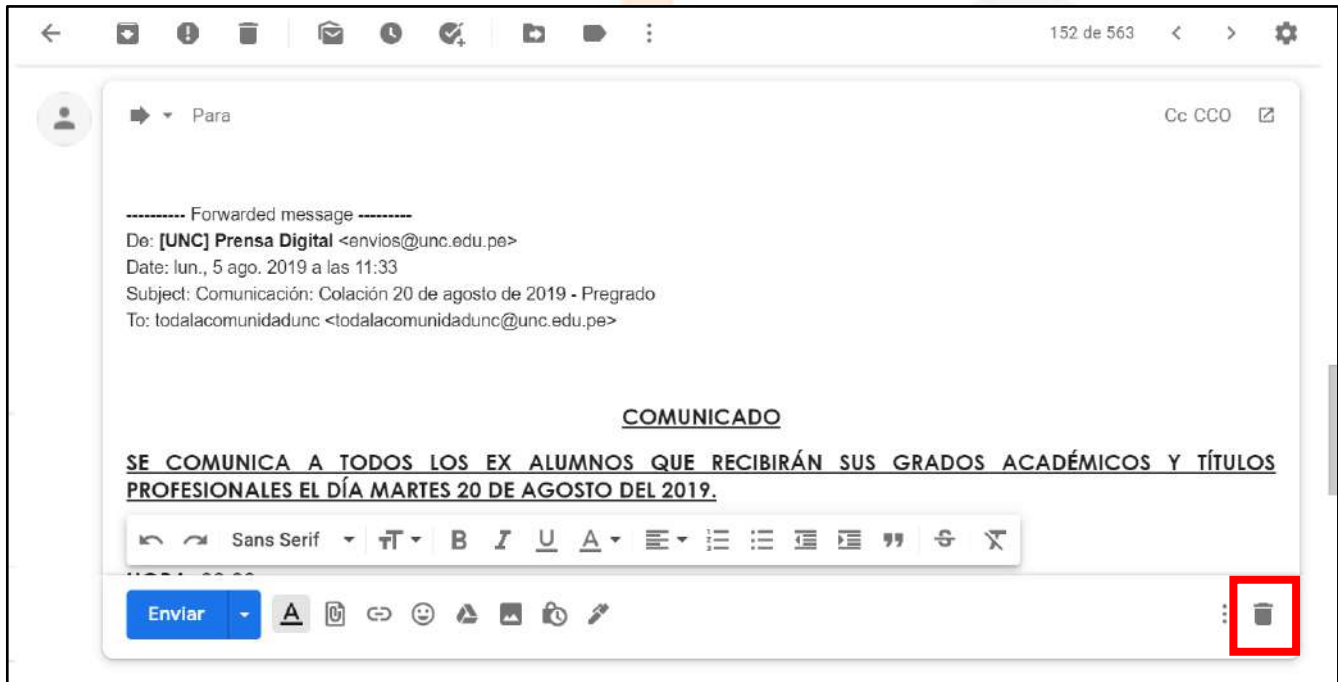 152 de 563
Para
Cc CCO
---------- Forwarded message ---------
De: [UNC] Prensa Digital <envios@unc.edu.pe>
Date: lun., 5 ago. 2019 a las 11:33
Subject: Comunicación: Colación 20 de agosto de 2019 - Pregrado
To: todalacomunidadunc <todalacomunidadunc@unc.edu.pe>
COMUNICADO
SE COMUNICA A TODOS LOS EX ALUMNOS QUE RECIBIRÁN SUS GRADOS ACADÉMICOS Y TÍTULOS
PROFESIONALES EL DÍA MARTES 20 DE AGOSTO DEL 2019.
Sans Serif
Enviar